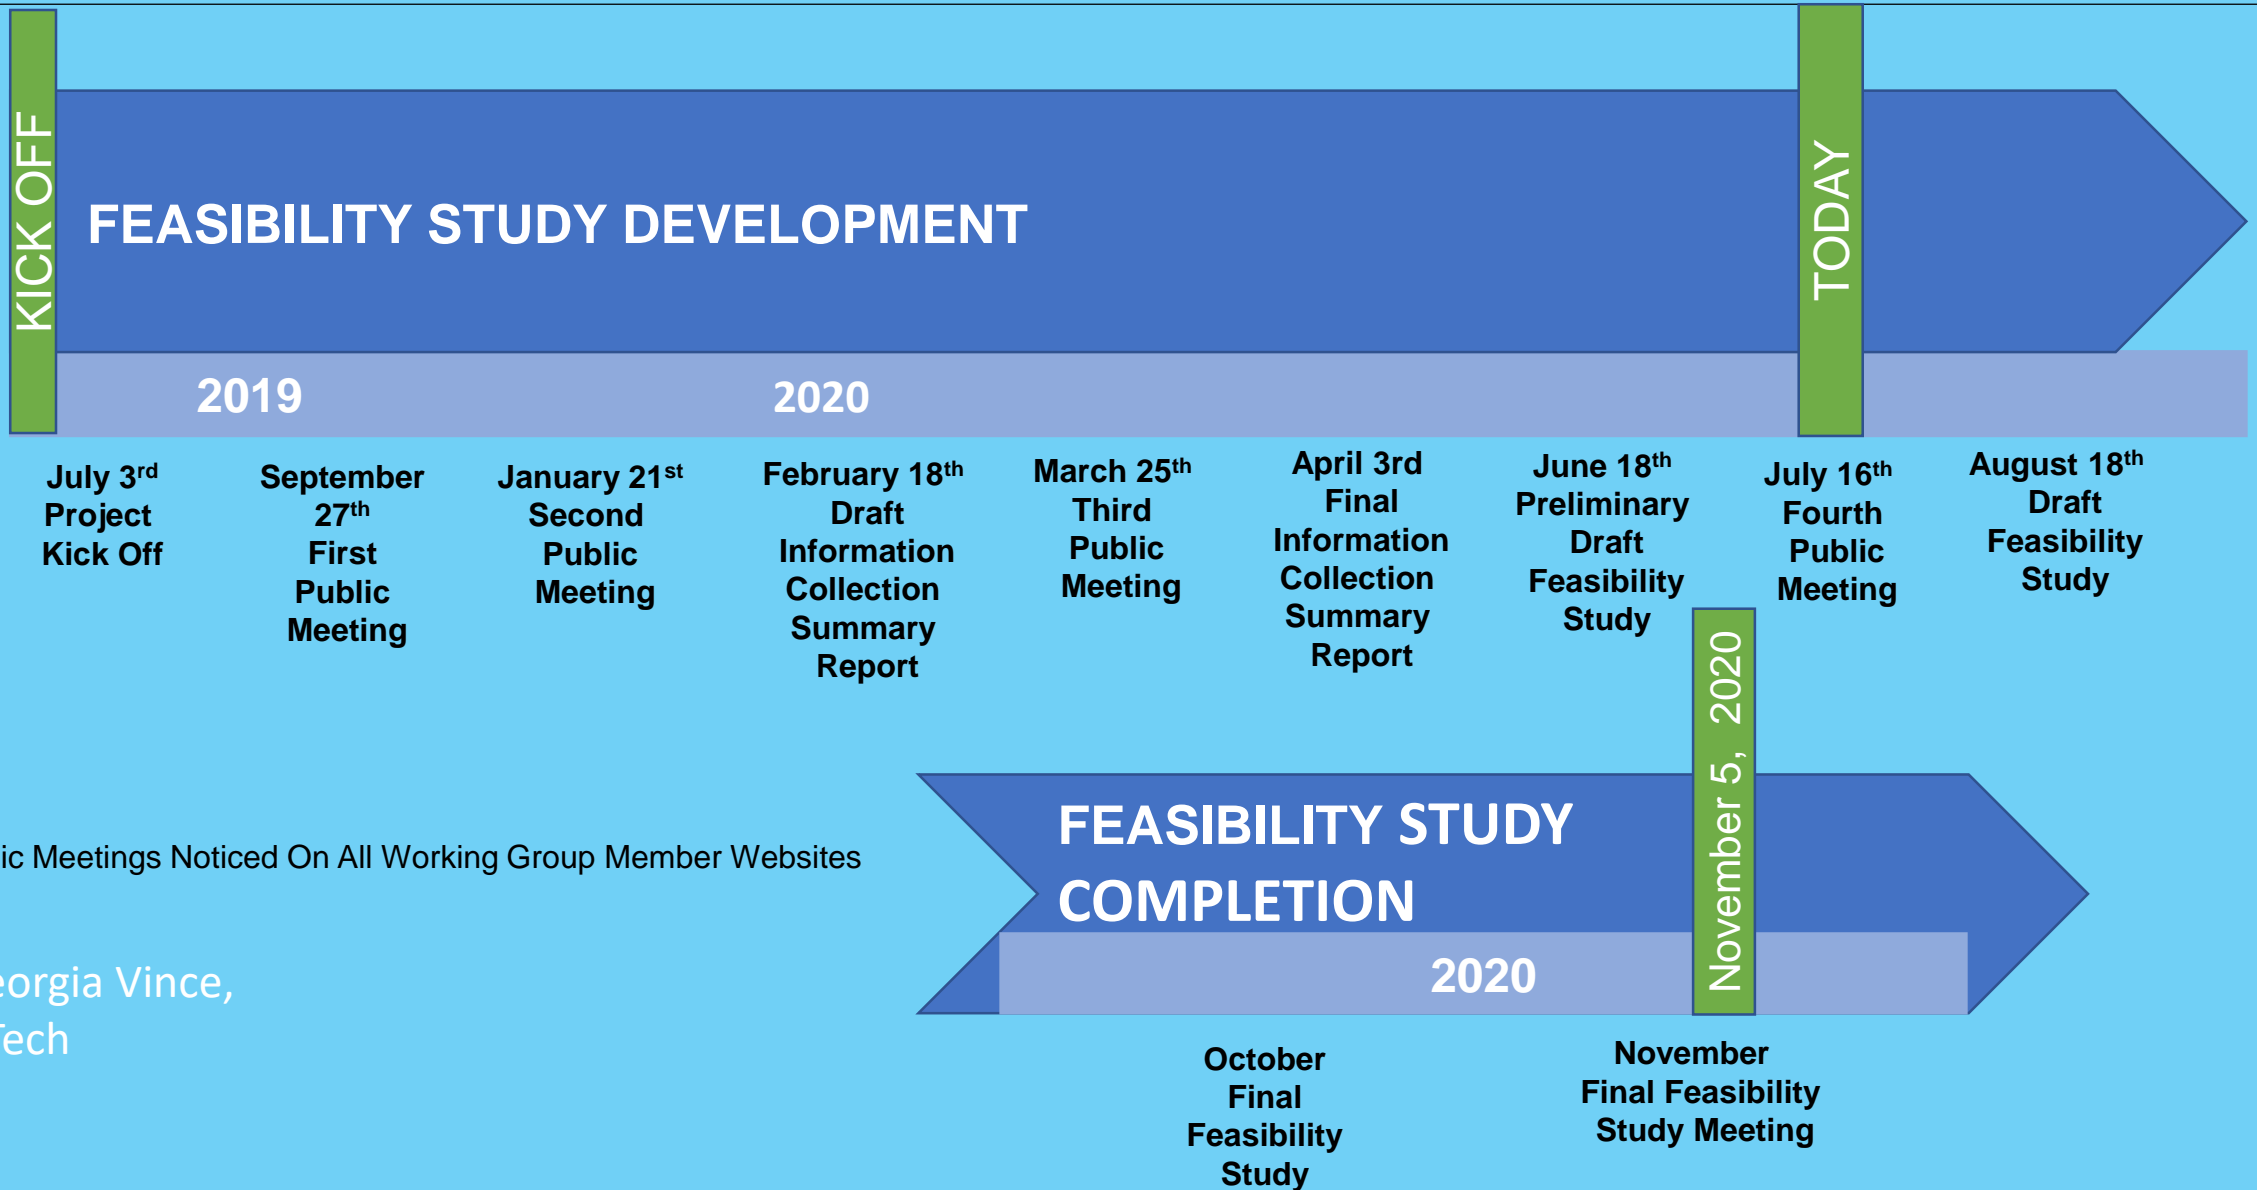 KICK OFF
FEASIBILITY STUDY DEVELOPMENT
TODAY
2019
2020
July 3rd
Project
Kick Off
September
27th
First
Public
Meeting
January 21st
Second
Public
Meeting
February 18th
Draft
Information
Collection
Summary
Report
March 25th
Third
Public
Meeting
April 3rd
Final
Information
Collection
Summary
Report
June 18th
Preliminary
Draft
Feasibility
Study
July 16th
Fourth
Public
Meeting
August 18th
Draft
Feasibility
Study
ic Meetings Noticed On All Working Group Member Websites
eorgia Vince,
Tech
FEASIBILITY STUDY
COMPLETION
November 5, 2020
2020
October
Final
Feasibility
Study
November
Final Feasibility
Study Meeting